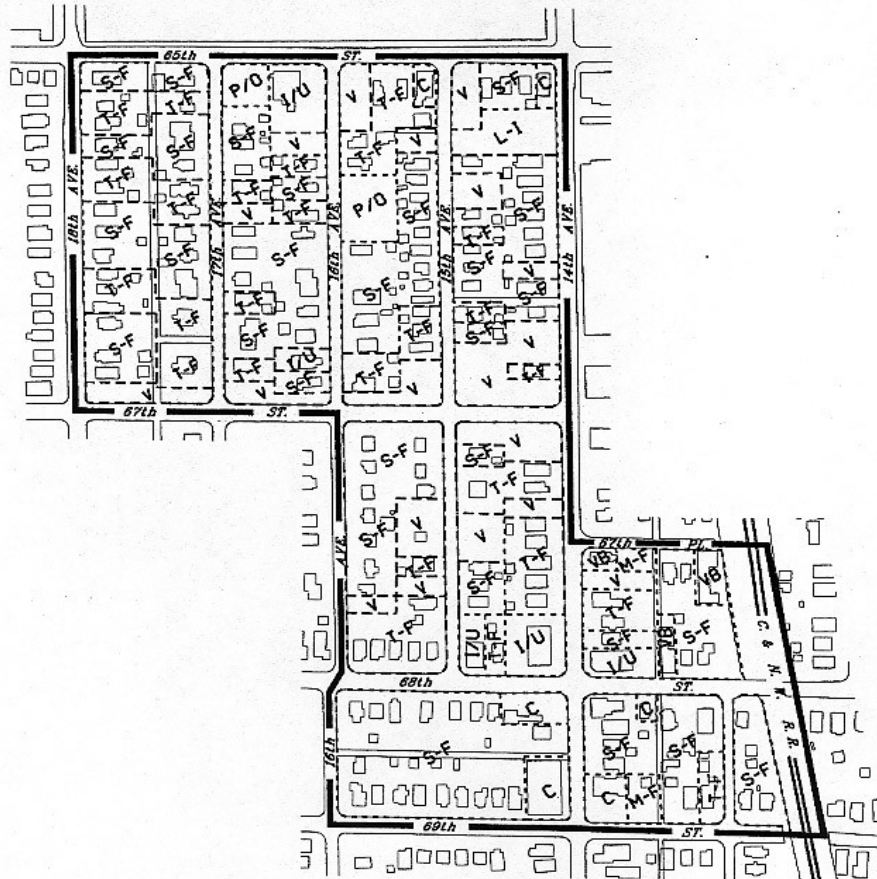 65th ST.
S-F S-F P/O I/U V T-F C V S-F C
T-F T-F
S-F S-F S-F V T-F L-I
T-F T-F T-F T-F P/O S-F V S-F
S-F T-F
T-F V T-F T-F
18th AVE. 17th AVE. 16th AVE. 15th AVE. 14th AVE.
S-F S-F S-F S-F S-F
S-F T-F V S-F
T-F S-F T-F T-F S-F
S-F T-F T-F I/U S-F T-F V V T-F
V V
67th ST.
S-F S-F V
T-F
V V V
S-F T-F
AVE. T-F V S-F
V
T-F I/U T-F I/U
67th PL.
VB M-F VB
V
T-F
S-F VB S-F
I/U
C. & N. W. R. R.
68th ST.
C O
S-F S-F S-F S-F
16th
C C M-F
69th ST.